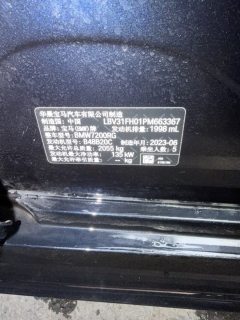 华晨宝马汽车有限公司制造
制造国：中国 LBV31FH01PM663367
品牌：宝马(BMW)牌 发动机排量：1998 mL
整车型号：BMW7200RG
发动机型号：B48B20C 制造年月：2023-06
最大允许总质量：2055 kg 乘坐人数：5
发动机最大净功率：135 kW